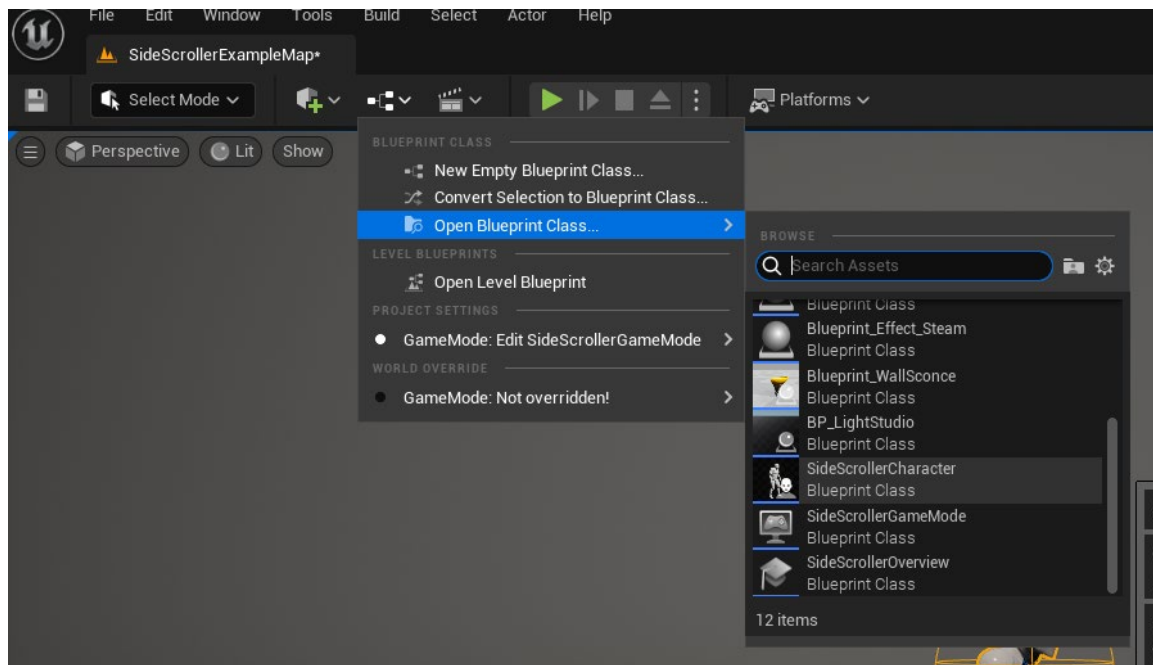 File Edit Window Tools Build Select Actor Help
SideScrollerExampleMap*
Select Mode
Platforms
Perspective Lit Show
BLUEPRINT CLASS
New Empty Blueprint Class...
Convert Selection to Blueprint Class...
Open Blueprint Class...
LEVEL BLUEPRINTS
Open Level Blueprint
PROJECT SETTINGS
GameMode: Edit SideScrollerGameMode
WORLD OVERRIDE
GameMode: Not overridden!
BROWSE
Search Assets
Blueprint Class
Blueprint_Effect_Steam
Blueprint Class
Blueprint_WallSconce
Blueprint Class
BP_LightStudio
Blueprint Class
SideScrollerCharacter
Blueprint Class
SideScrollerGameMode
Blueprint Class
SideScrollerOverview
Blueprint Class
12 items